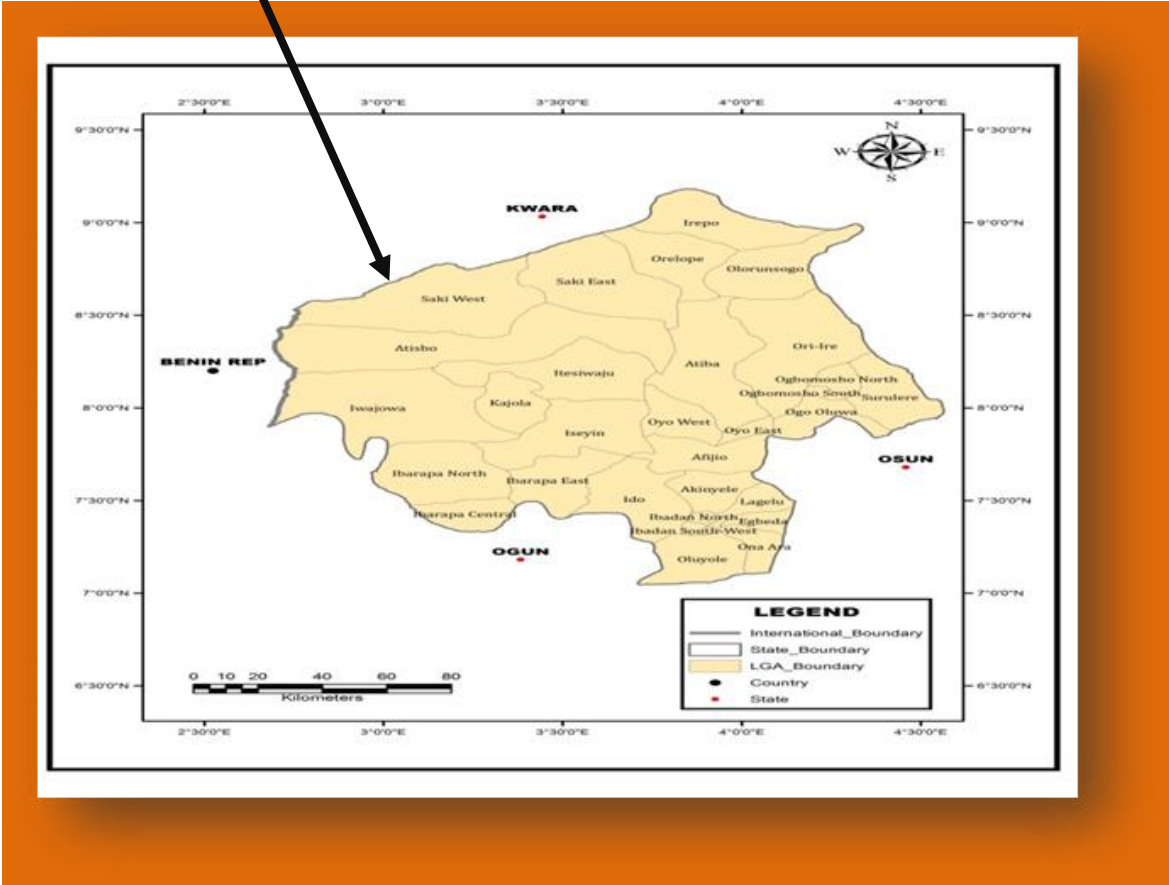 2°30'0"E 3°0'0"E 3°30'0"E 4°0'0"E 4°30'0"E
9°30'0"N 9°30'0"N
N
W E
S
KWARA
9°0'0"N 9°0'0"N
Irepo
Orelope
Olorunsogo
Saki East
Saki West
8°30'0"N 8°30'0"N
Atisbo
Ori-Ire
BENIN REP
Atiba
Itesiwaju
Ogbomosho North
Ogbomosho South
Surulere
Kajola
Iwajowa
8°0'0"N 8°0'0"N
Ogo Oluwa
Oyo West
Oyo East
Iseyin
Afijio
OSUN
Ibarapa North
Ibarapa East
Akinyele
7°30'0"N 7°30'0"N
Ido
Lagelu
Ibarapa Central
Ibadan North
Egbeda
Ibadan South-West
Ona Ara
OGUN
Oluyole
7°0'0"N 7°0'0"N
LEGEND
International_Boundary
State_Boundary
LGA_Boundary
Country
State
0 10 20 40 60 80
Kilometers
6°30'0"N 6°30'0"N
2°30'0"E 3°0'0"E 3°30'0"E 4°0'0"E 4°30'0"E